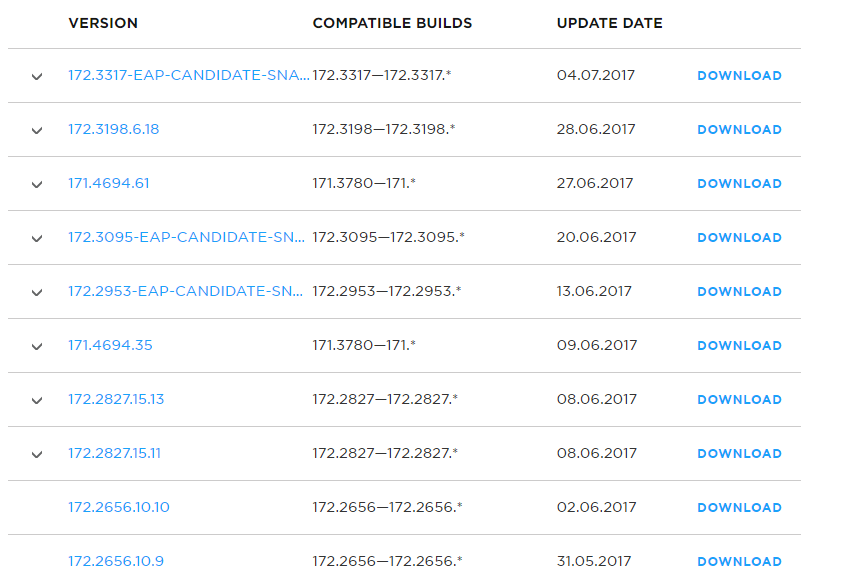 VERSION COMPATIBLE BUILDS UPDATE DATE
172.3317-EAP-CANDIDATE-SNA... 172.3317—172.3317.* 04.07.2017 DOWNLOAD
172.3198.6.18 172.3198—172.3198.* 28.06.2017 DOWNLOAD
171.4694.61 171.3780—171.* 27.06.2017 DOWNLOAD
172.3095-EAP-CANDIDATE-SN... 172.3095—172.3095.* 20.06.2017 DOWNLOAD
172.2953-EAP-CANDIDATE-SN... 172.2953—172.2953.* 13.06.2017 DOWNLOAD
171.4694.35 171.3780—171.* 09.06.2017 DOWNLOAD
172.2827.15.13 172.2827—172.2827.* 08.06.2017 DOWNLOAD
172.2827.15.11 172.2827—172.2827.* 08.06.2017 DOWNLOAD
172.2656.10.10 172.2656—172.2656.* 02.06.2017 DOWNLOAD
172.2656.10.9 172.2656—172.2656.* 31.05.2017 DOWNLOAD